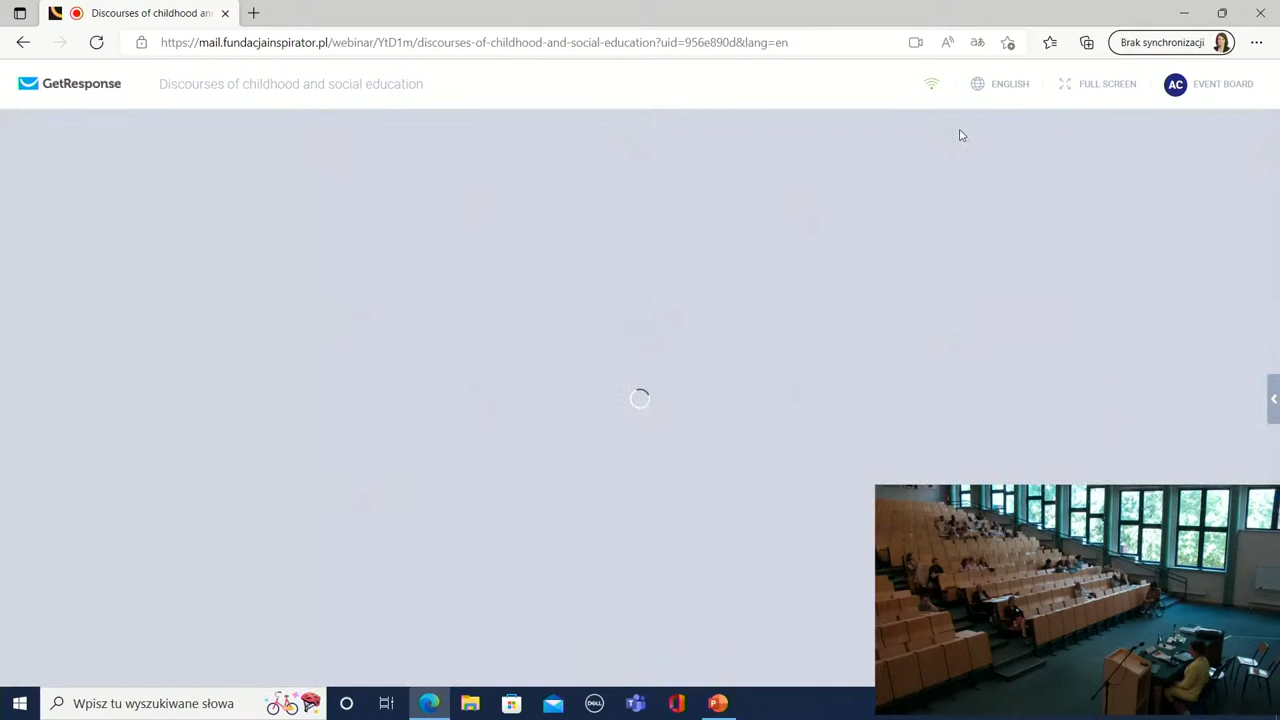 Discourses of childhood an
https://mail.fundacjainspirator.pl/webinar/YtD1m/discourses-of-childhood-and-social-education?uid=956e890d&lang=en
Brak synchronizacji
GetResponse
Discourses of childhood and social education
ENGLISH
FULL SCREEN
AC
EVENT BOARD
Wpisz tu wyszukiwane słowa
DELL